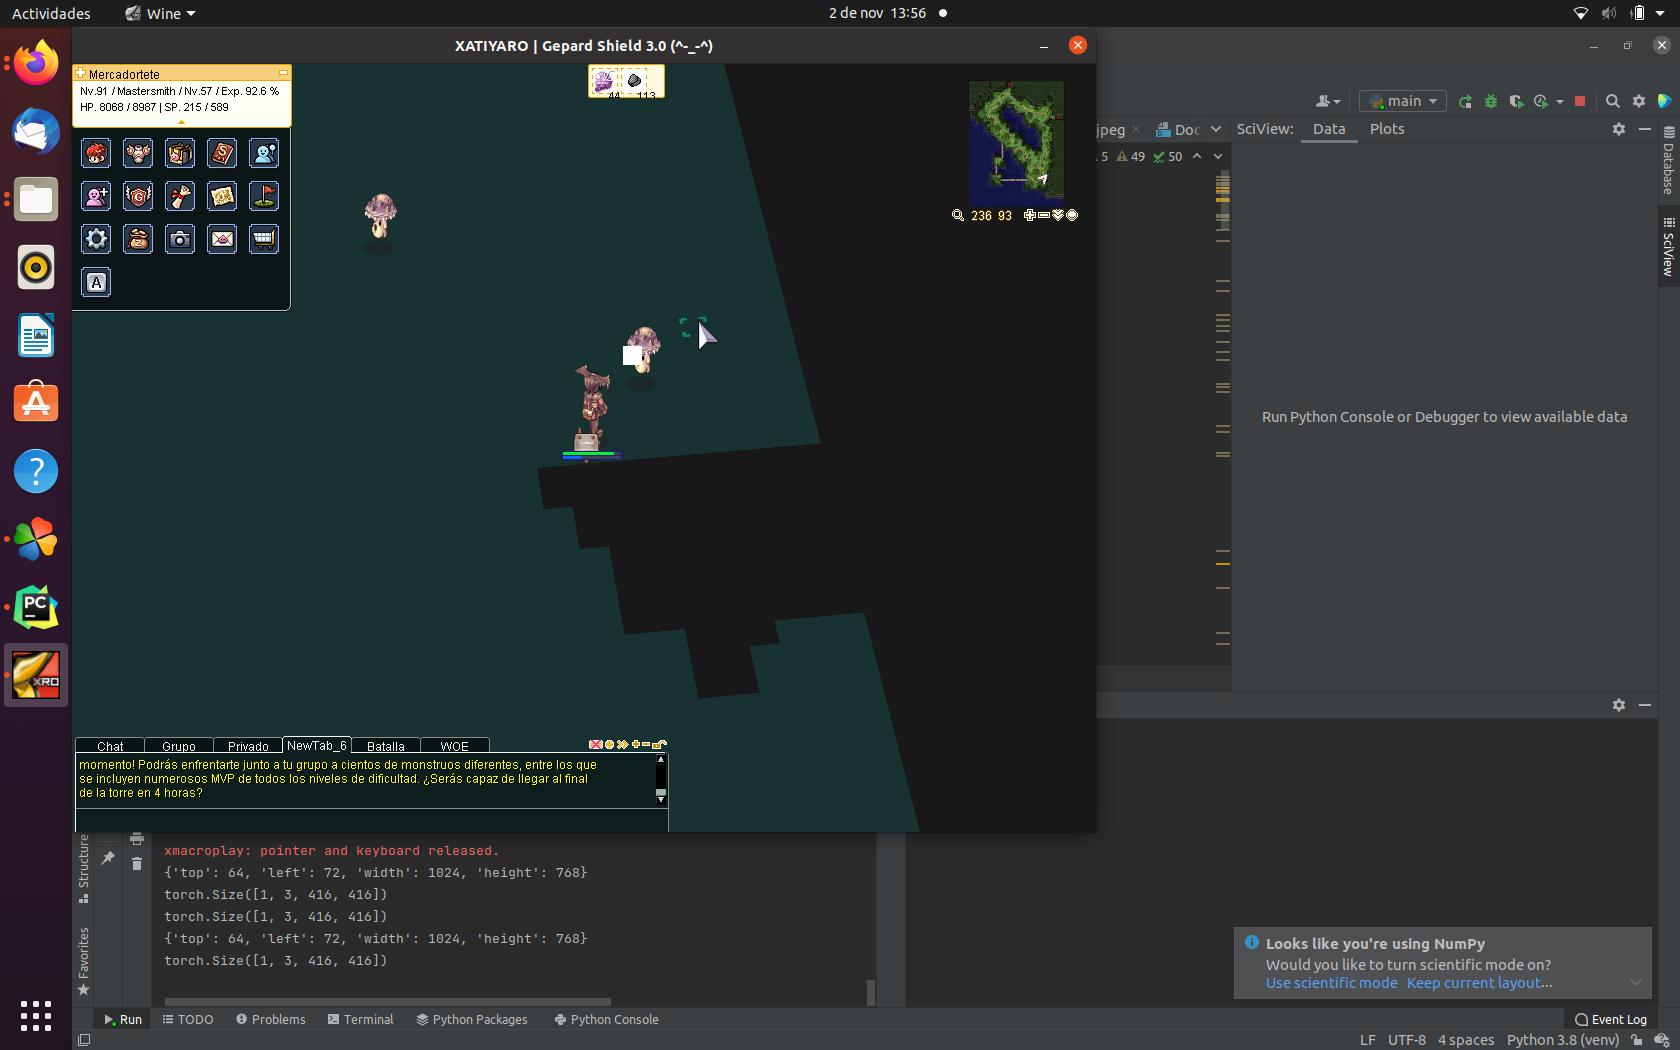 Actividades
Wine
2 de nov 13:56
XATIYARO | Gepard Shield 3.0 (^-_-^)
Mercadortete
Nv.91 / Mastersmith / Nv.57 / Exp. 92.6 %
HP. 8068 / 8987 | SP. 215 / 589
44
113
236 93
A
Chat
Grupo
Privado
NewTab_6
Batalla
WOE
momento! Podrás enfrentarte junto a tu grupo a cientos de monstruos diferentes, entre los que
se incluyen numerosos MVP de todos los niveles de dificultad. ¿Serás capaz de llegar al final
de la torre en 4 horas?
main
jpeg
Doc
SciView:
Data
Plots
5
49
50
Database
SciView
Run Python Console or Debugger to view available data
PC
XRO
Structure
Favorites
xmacroplay: pointer and keyboard released.
{'top': 64, 'left': 72, 'width': 1024, 'height': 768}
torch.Size([1, 3, 416, 416])
torch.Size([1, 3, 416, 416])
{'top': 64, 'left': 72, 'width': 1024, 'height': 768}
torch.Size([1, 3, 416, 416])
Looks like you're using NumPy
Would you like to turn scientific mode on?
Use scientific mode Keep current layout...
Run
TODO
Problems
Terminal
Python Packages
Python Console
Event Log
LF UTF-8 4 spaces Python 3.8 (venv)